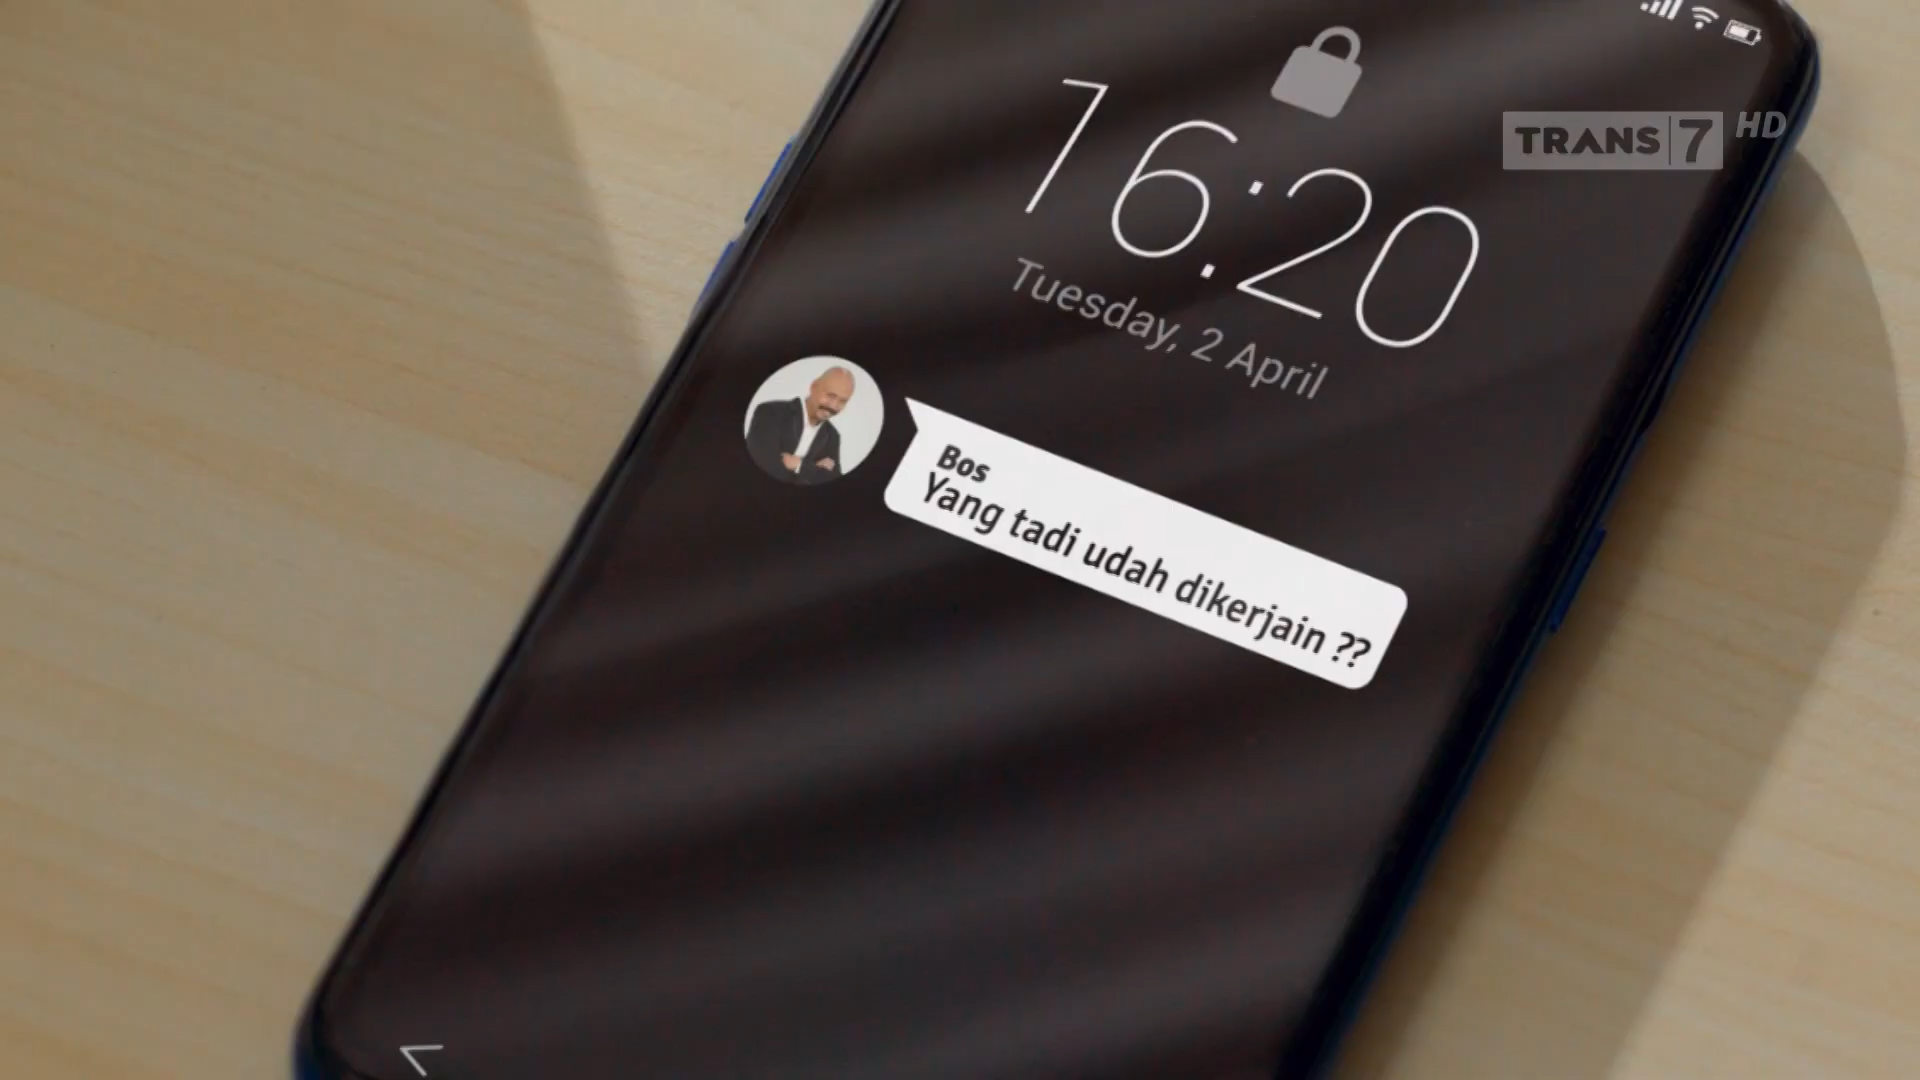 TRANS|7 HD
16:20
Tuesday, 2 April
Bos
Yang tadi udah dikerjain ??